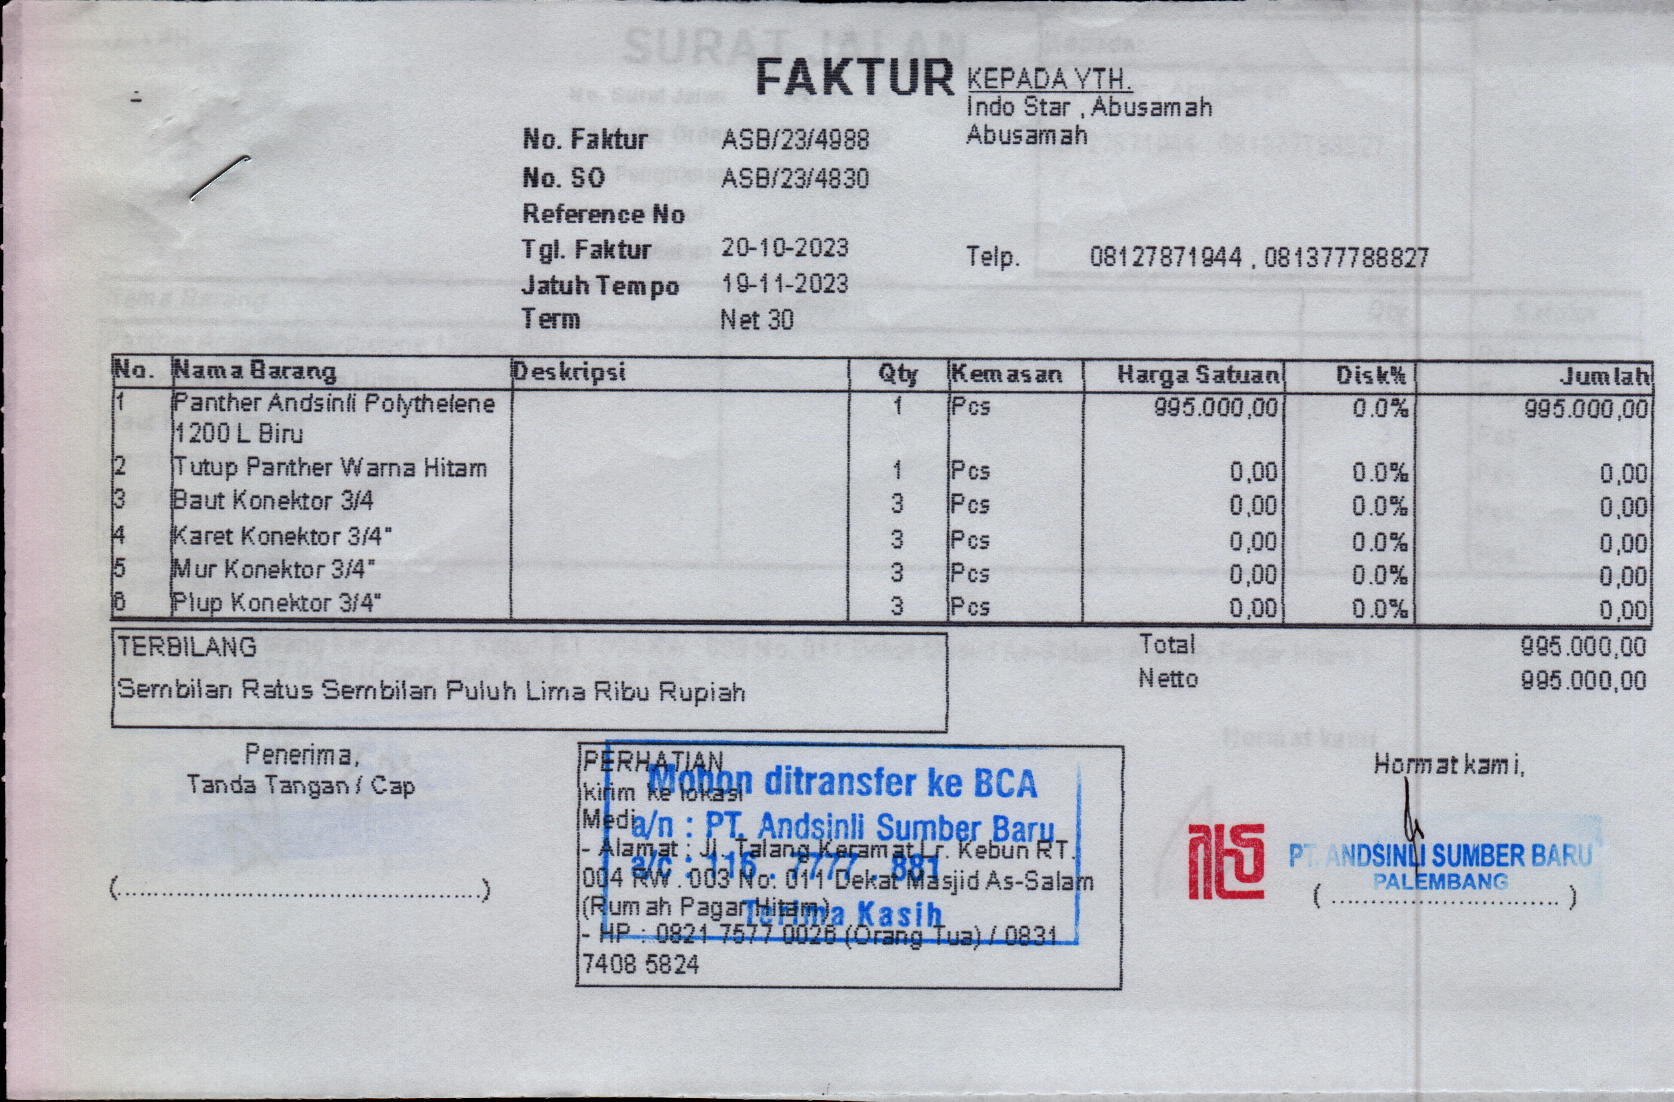 FAKTUR
KEPADA YTH.
Indo Star , Abusamah
Abusamah
No. Faktur ASB/23/4988
No. SO ASB/23/4830
Reference No
Tgl. Faktur 20-10-2023
Telp. 08127871944 , 081377788827
Jatuh Tempo 19-11-2023
Term Net 30
No. Nama Barang Deskripsi Qty Kemasan Harga Satuan Disk% Jumlah
1 Panther Andsinli Polythelene 1 Pcs 995.000,00 0.0% 995.000,00
1200 L Biru
2 Tutup Panther Warna Hitam 1 Pcs 0,00 0.0% 0,00
3 Baut Konektor 3/4 3 Pcs 0,00 0.0% 0,00
4 Karet Konektor 3/4" 3 Pcs 0,00 0.0% 0,00
5 Mur Konektor 3/4" 3 Pcs 0,00 0.0% 0,00
6 Plup Konektor 3/4" 3 Pcs 0,00 0.0% 0,00
TERBILANG
Sembilan Ratus Sembilan Puluh Lima Ribu Rupiah
Total 995.000,00
Netto 995.000,00
Penerima,
Tanda Tangan / Cap
(..............................................)
PERHATIAN
kirim ke lokasi
Medi
- Alamat : Jl. Talang Keramat Lr. Kebun RT.
004 RW . 003 No. 011 Dekat Masjid As-Salam
(Rumah Pagar Hitam)
- HP : 0821 7577 0026 (Orang Tua) / 0831
7408 5824
Mohon ditransfer ke BCA
a/n : PT. Andsinli Sumber Baru
a/c : 116 . 7777 . 881
Terima Kasih
Hormat kami,
PT. ANDSINLI SUMBER BARU
PALEMBANG
(..............................)